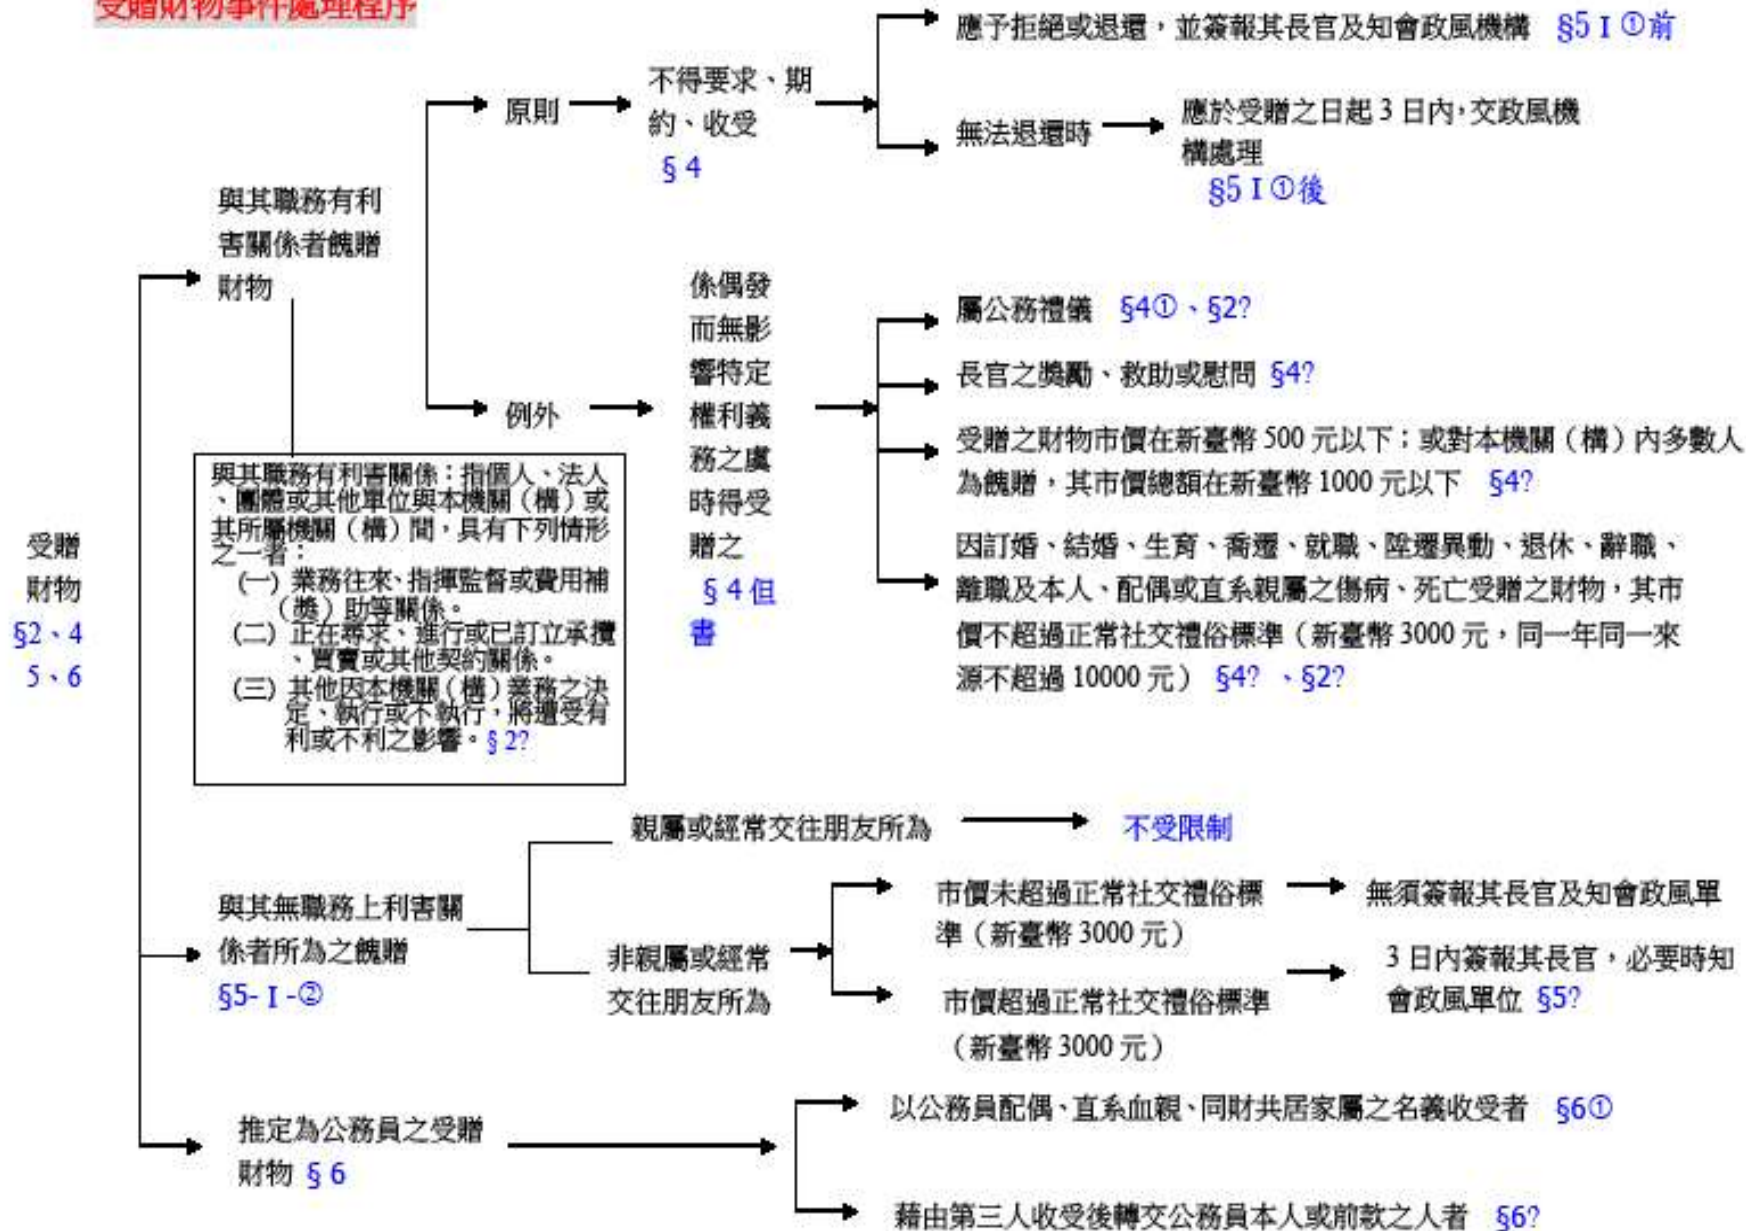 受贈財物事件處理程序
應予拒絕或退還，並簽報其長官及知會政風機構 §5 I ①前
原則
不得要求、期
約、收受
§ 4
無法退還時
應於受贈之日起 3 日內，交政風機
構處理
§5 I ①後
與其職務有利
害關係者餽贈
財物
例外
係偶發
而無影
響特定
權利義
務之虞
時得受
贈之
§ 4 但
書
屬公務禮儀 §4①、§2?
長官之獎勵、救助或慰問 §4?
受贈之財物市價在新臺幣 500 元以下；或對本機關（構）內多數人
為餽贈，其市價總額在新臺幣 1000 元以下 §4?
因訂婚、結婚、生育、喬遷、就職、陞遷異動、退休、辭職、
離職及本人、配偶或直系親屬之傷病、死亡受贈之財物，其市
價不超過正常社交禮俗標準（新臺幣 3000 元，同一年同一來
源不超過 10000 元） §4? 、§2?
與其職務有利害關係：指個人、法人
、團體或其他單位與本機關（構）或
其所屬機關（構）間，具有下列情形
之一者：
(一) 業務往來、指揮監督或費用補
（獎）助等關係。
(二) 正在尋求、進行或已訂立承攬
、買賣或其他契約關係。
(三) 其他因本機關（構）業務之決
定、執行或不執行，將遭受有
利或不利之影響。§ 2?
受贈
財物
§2、4
5、6
與其無職務上利害關
係者所為之餽贈
§5- I -②
親屬或經常交往朋友所為
不受限制
非親屬或經常
交往朋友所為
市價未超過正常社交禮俗標
準（新臺幣 3000 元）
無須簽報其長官及知會政風單
市價超過正常社交禮俗標準
（新臺幣 3000 元）
3 日內簽報其長官，必要時知
會政風單位 §5?
推定為公務員之受贈
財物 § 6
以公務員配偶、直系血親、同財共居家屬之名義收受者 §6①
藉由第三人收受後轉交公務員本人或前款之人者 §6?